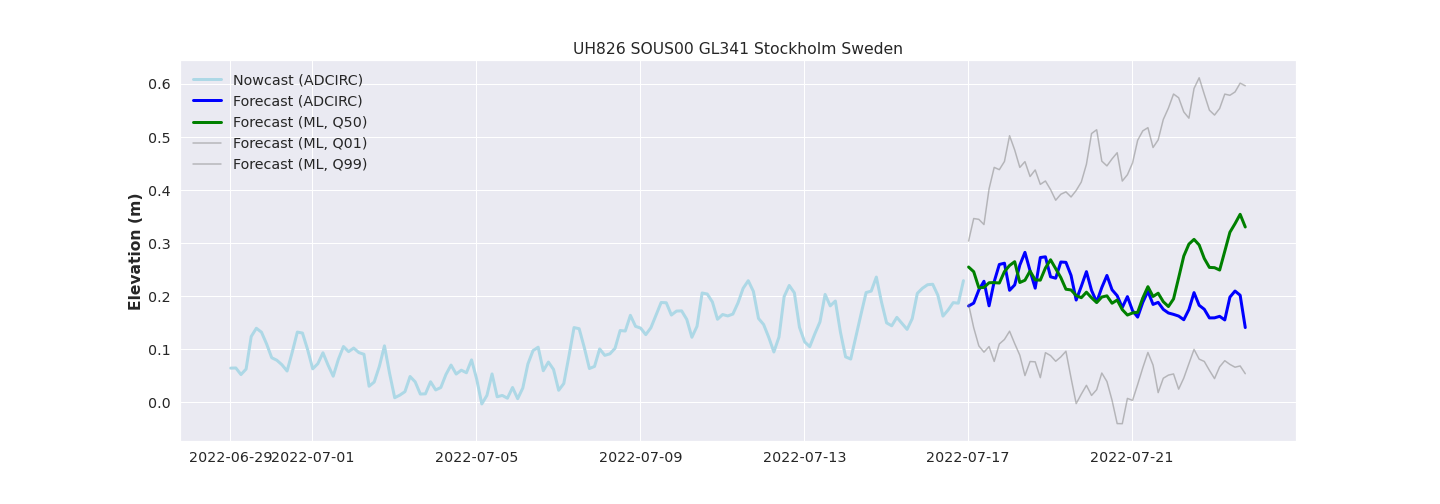 UH826 SOUS00 GL341 Stockholm Sweden
Nowcast (ADCIRC)
Forecast (ADCIRC)
Forecast (ML, Q50)
Forecast (ML, Q01)
Forecast (ML, Q99)
Elevation (m)
0.6
0.5
0.4
0.3
0.2
0.1
0.0
2022-06-29 2022-07-01 2022-07-05 2022-07-09 2022-07-13 2022-07-17 2022-07-21